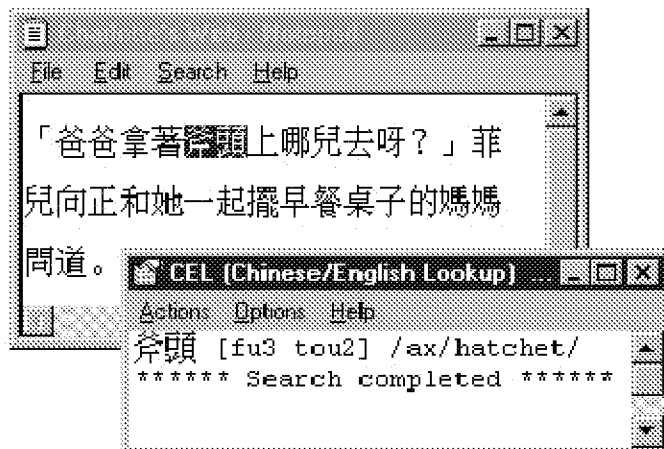 File Edit Search Help
「爸爸拿著斧頭上哪兒去呀？」菲
兒向正和她一起擺早餐桌子的媽媽
問道。
CEL (Chinese/English Lookup) ...
Actions Options Help
斧頭 [fu3 tou2] /ax/hatchet/
****** Search completed ******